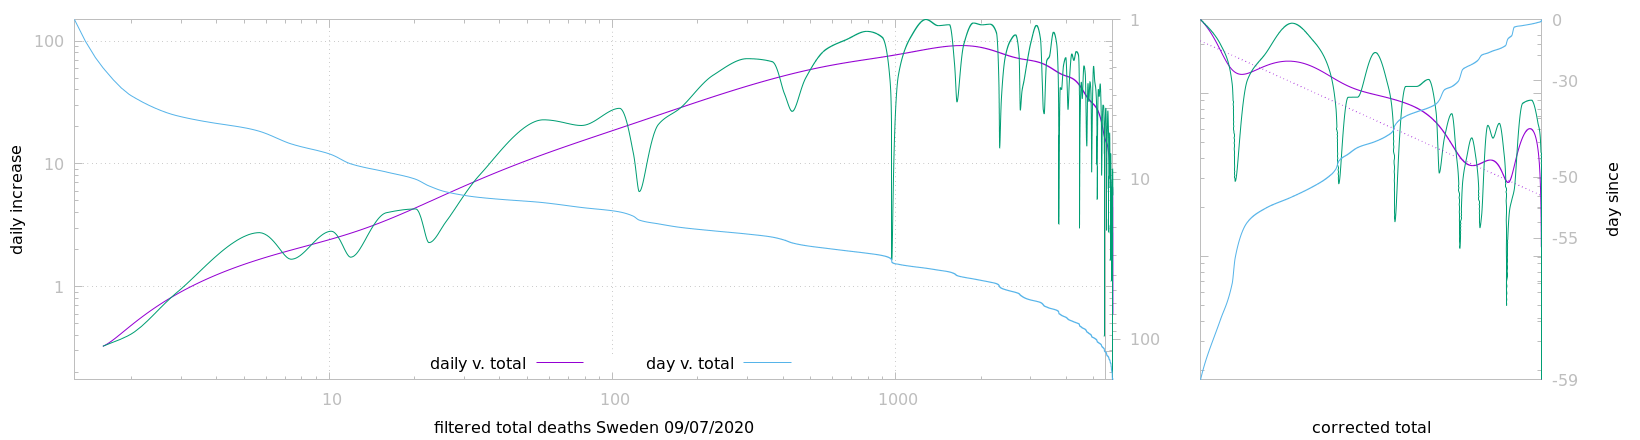 daily increase
100
10
1
10
100
1000
1
10
100
daily v. total
day v. total
filtered total deaths Sweden 09/07/2020
0
-30
-50
-55
-59
day since
corrected total